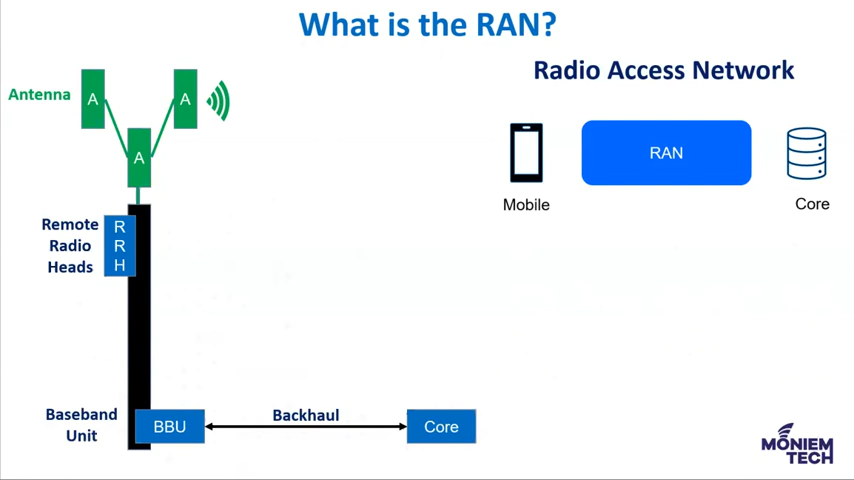 What is the RAN?
Radio Access Network
Antenna
A
A
A
RAN
Mobile
Core
Remote
Radio
Heads
R
R
H
Baseband
Unit
BBU
Backhaul
Core
MONIEM
TECH